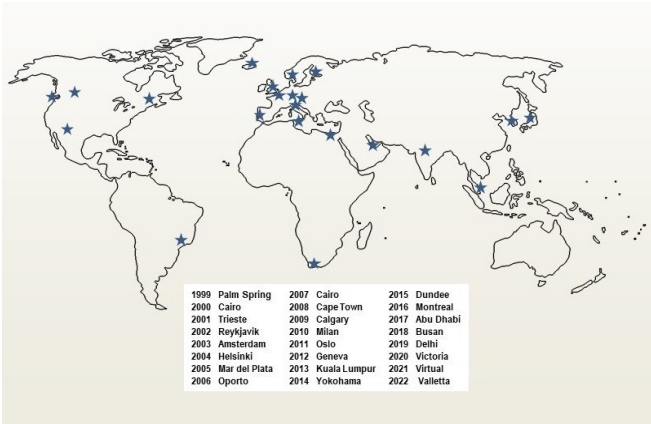 1999 Palm Spring
2000 Cairo
2001 Trieste
2002 Reykjavik
2003 Amsterdam
2004 Helsinki
2005 Mar del Plata
2006 Oporto
2007 Cairo
2008 Cape Town
2009 Calgary
2010 Milan
2011 Oslo
2012 Geneva
2013 Kuala Lumpur
2014 Yokohama
2015 Dundee
2016 Montreal
2017 Abu Dhabi
2018 Busan
2019 Delhi
2020 Victoria
2021 Virtual
2022 Valletta